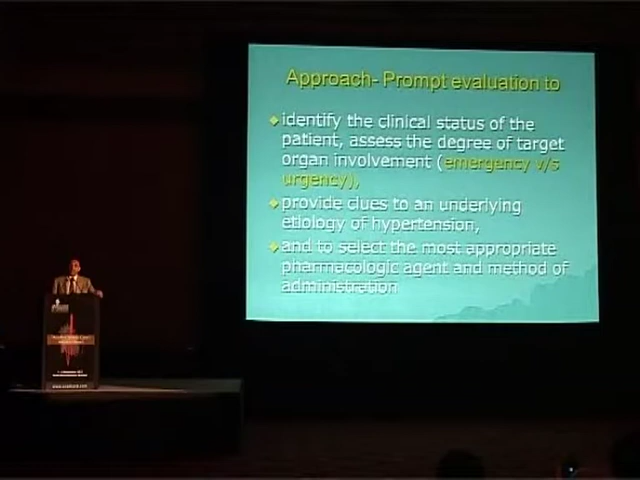 Approach- Prompt evaluation to
identify the clinical status of the
patient, assess the degree of target
organ involvement (emergency v/s
urgency),
provide clues to an underlying
etiology of hypertension,
and to select the most appropriate
pharmacologic agent and method of
administration